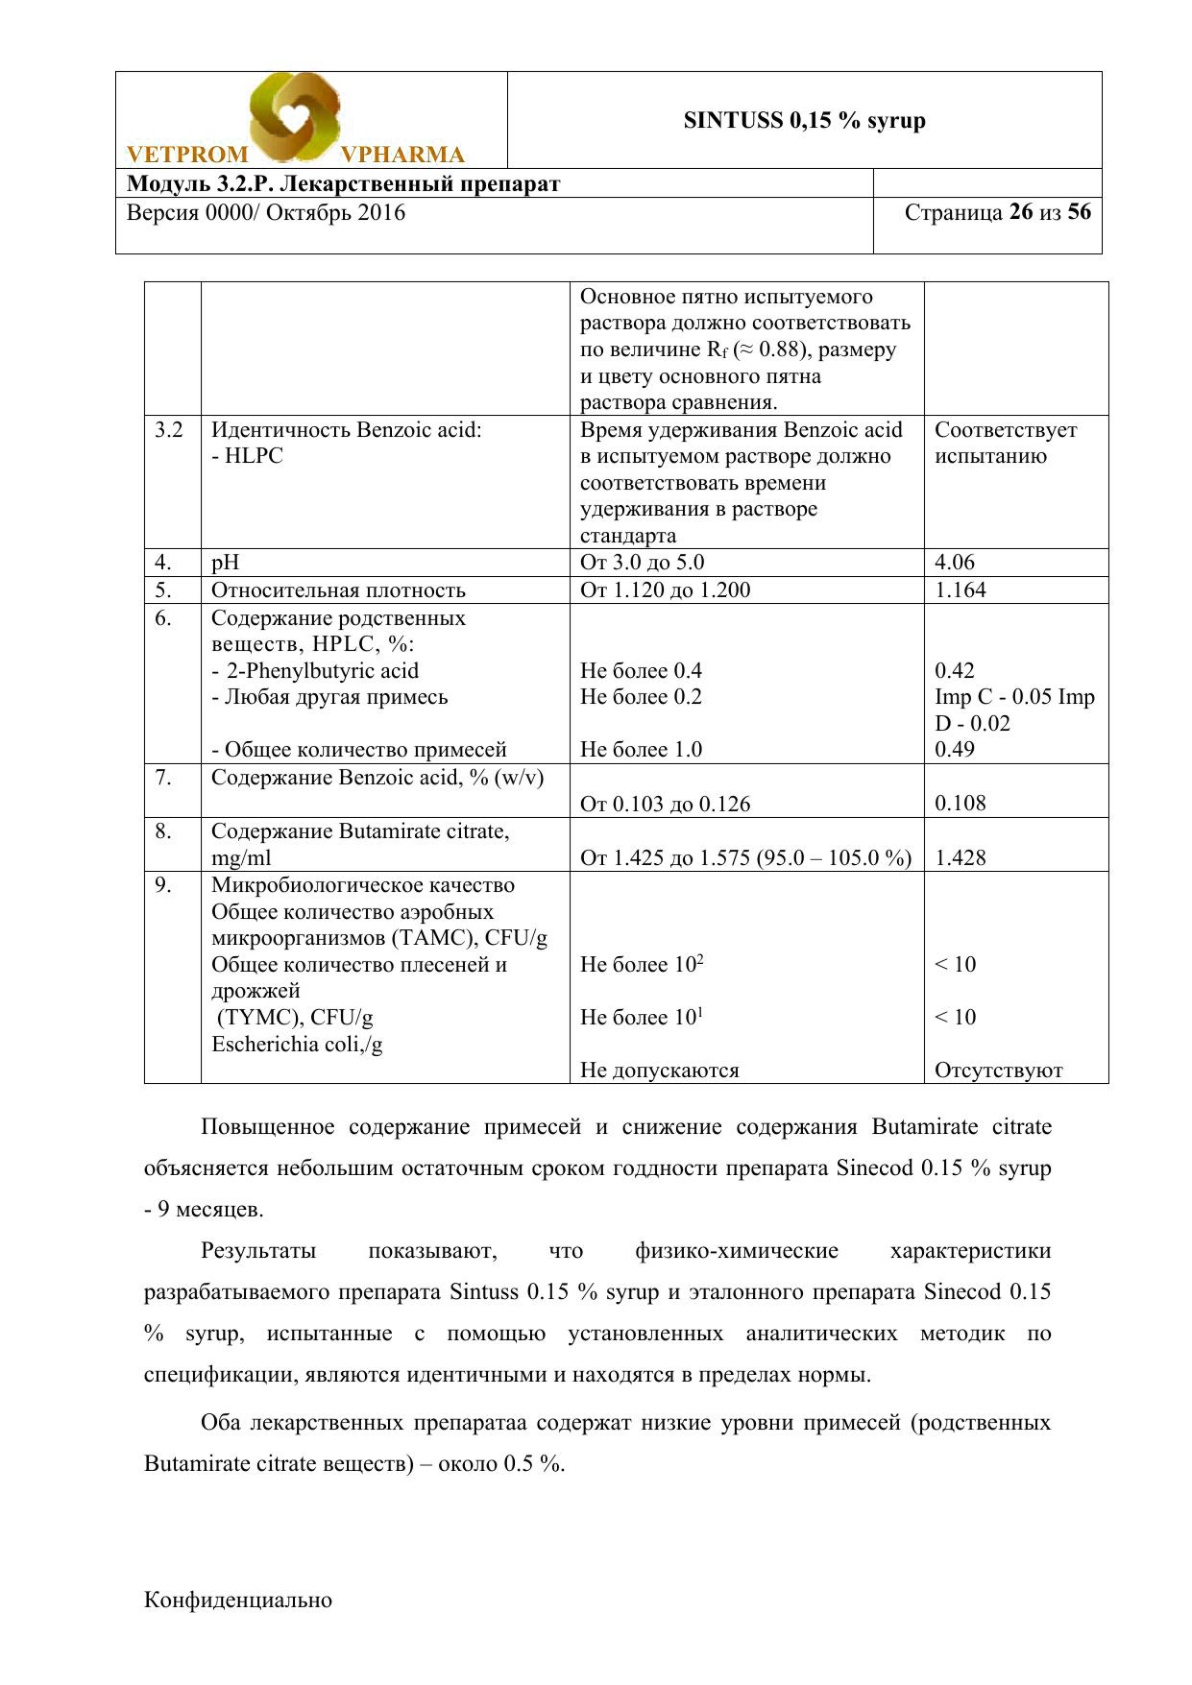 VETPROM VPHARMA
SINTUSS 0,15 % syrup
Модуль 3.2.P. Лекарственный препарат
Версия 0000/ Октябрь 2016
Страница 26 из 56
Основное пятно испытуемого
раствора должно соответствовать
по величине Rf (≈ 0.88), размеру
и цвету основного пятна
раствора сравнения.
3.2 Идентичность Benzoic acid: Время удерживания Benzoic acid Соответствует
- HLPC в испытуемом растворе должно испытанию
соответствовать времени
удерживания в растворе
стандарта
4. pH От 3.0 до 5.0 4.06
5. Относительная плотность От 1.120 до 1.200 1.164
6. Содержание родственных
веществ, HPLC, %:
- 2-Phenylbutyric acid Не более 0.4 0.42
- Любая другая примесь Не более 0.2 Imp C - 0.05 Imp
D - 0.02
- Общее количество примесей Не более 1.0 0.49
7. Содержание Benzoic acid, % (w/v)
От 0.103 до 0.126 0.108
8. Содержание Butamirate citrate,
mg/ml От 1.425 до 1.575 (95.0 – 105.0 %) 1.428
9. Микробиологическое качество
Общее количество аэробных
микроорганизмов (TAMC), CFU/g
Общее количество плесеней и Не более 10² < 10
дрожжей
(TYMC), CFU/g Не более 10¹ < 10
Escherichia coli,/g
Не допускаются Отсутствуют
Повыщенное содержание примесей и снижение содержания Butamirate citrate
объясняется небольшим остаточным сроком годдности препарата Sinecod 0.15 % syrup
- 9 месяцев.
Результаты показывают, что физико-химические характеристики
разрабатываемого препарата Sintuss 0.15 % syrup и эталонного препарата Sinecod 0.15
% syrup, испытанные с помощью установленных аналитических методик по
спецификации, являются идентичными и находятся в пределах нормы.
Оба лекарственных препаратаа содержат низкие уровни примесей (родственных
Butamirate citrate веществ) – около 0.5 %.
Конфиденциально